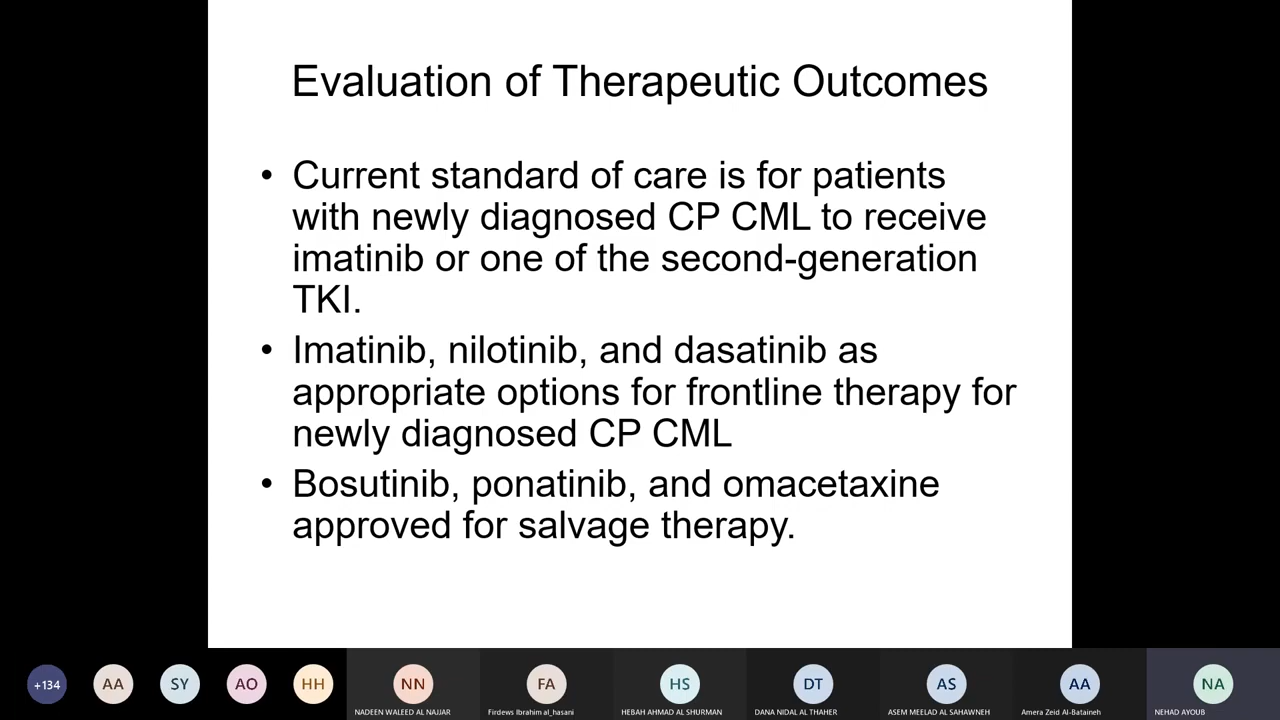 Evaluation of Therapeutic Outcomes
• Current standard of care is for patients
with newly diagnosed CP CML to receive
imatinib or one of the second-generation
TKI.
• Imatinib, nilotinib, and dasatinib as
appropriate options for frontline therapy for
newly diagnosed CP CML
• Bosutinib, ponatinib, and omacetaxine
approved for salvage therapy.
+134 AA SY AO HH NN FA HS DT AS AA NA
NADEEN WALEED AL NAJJAR Firdews Ibrahim al_hasani HEBAH AHMAD AL SHURMAN DANA NIDAL AL THAHER ASEM MEELAD AL SAHAWNEH Amera Zeid Al-Bataineh NEHAD AYOUB